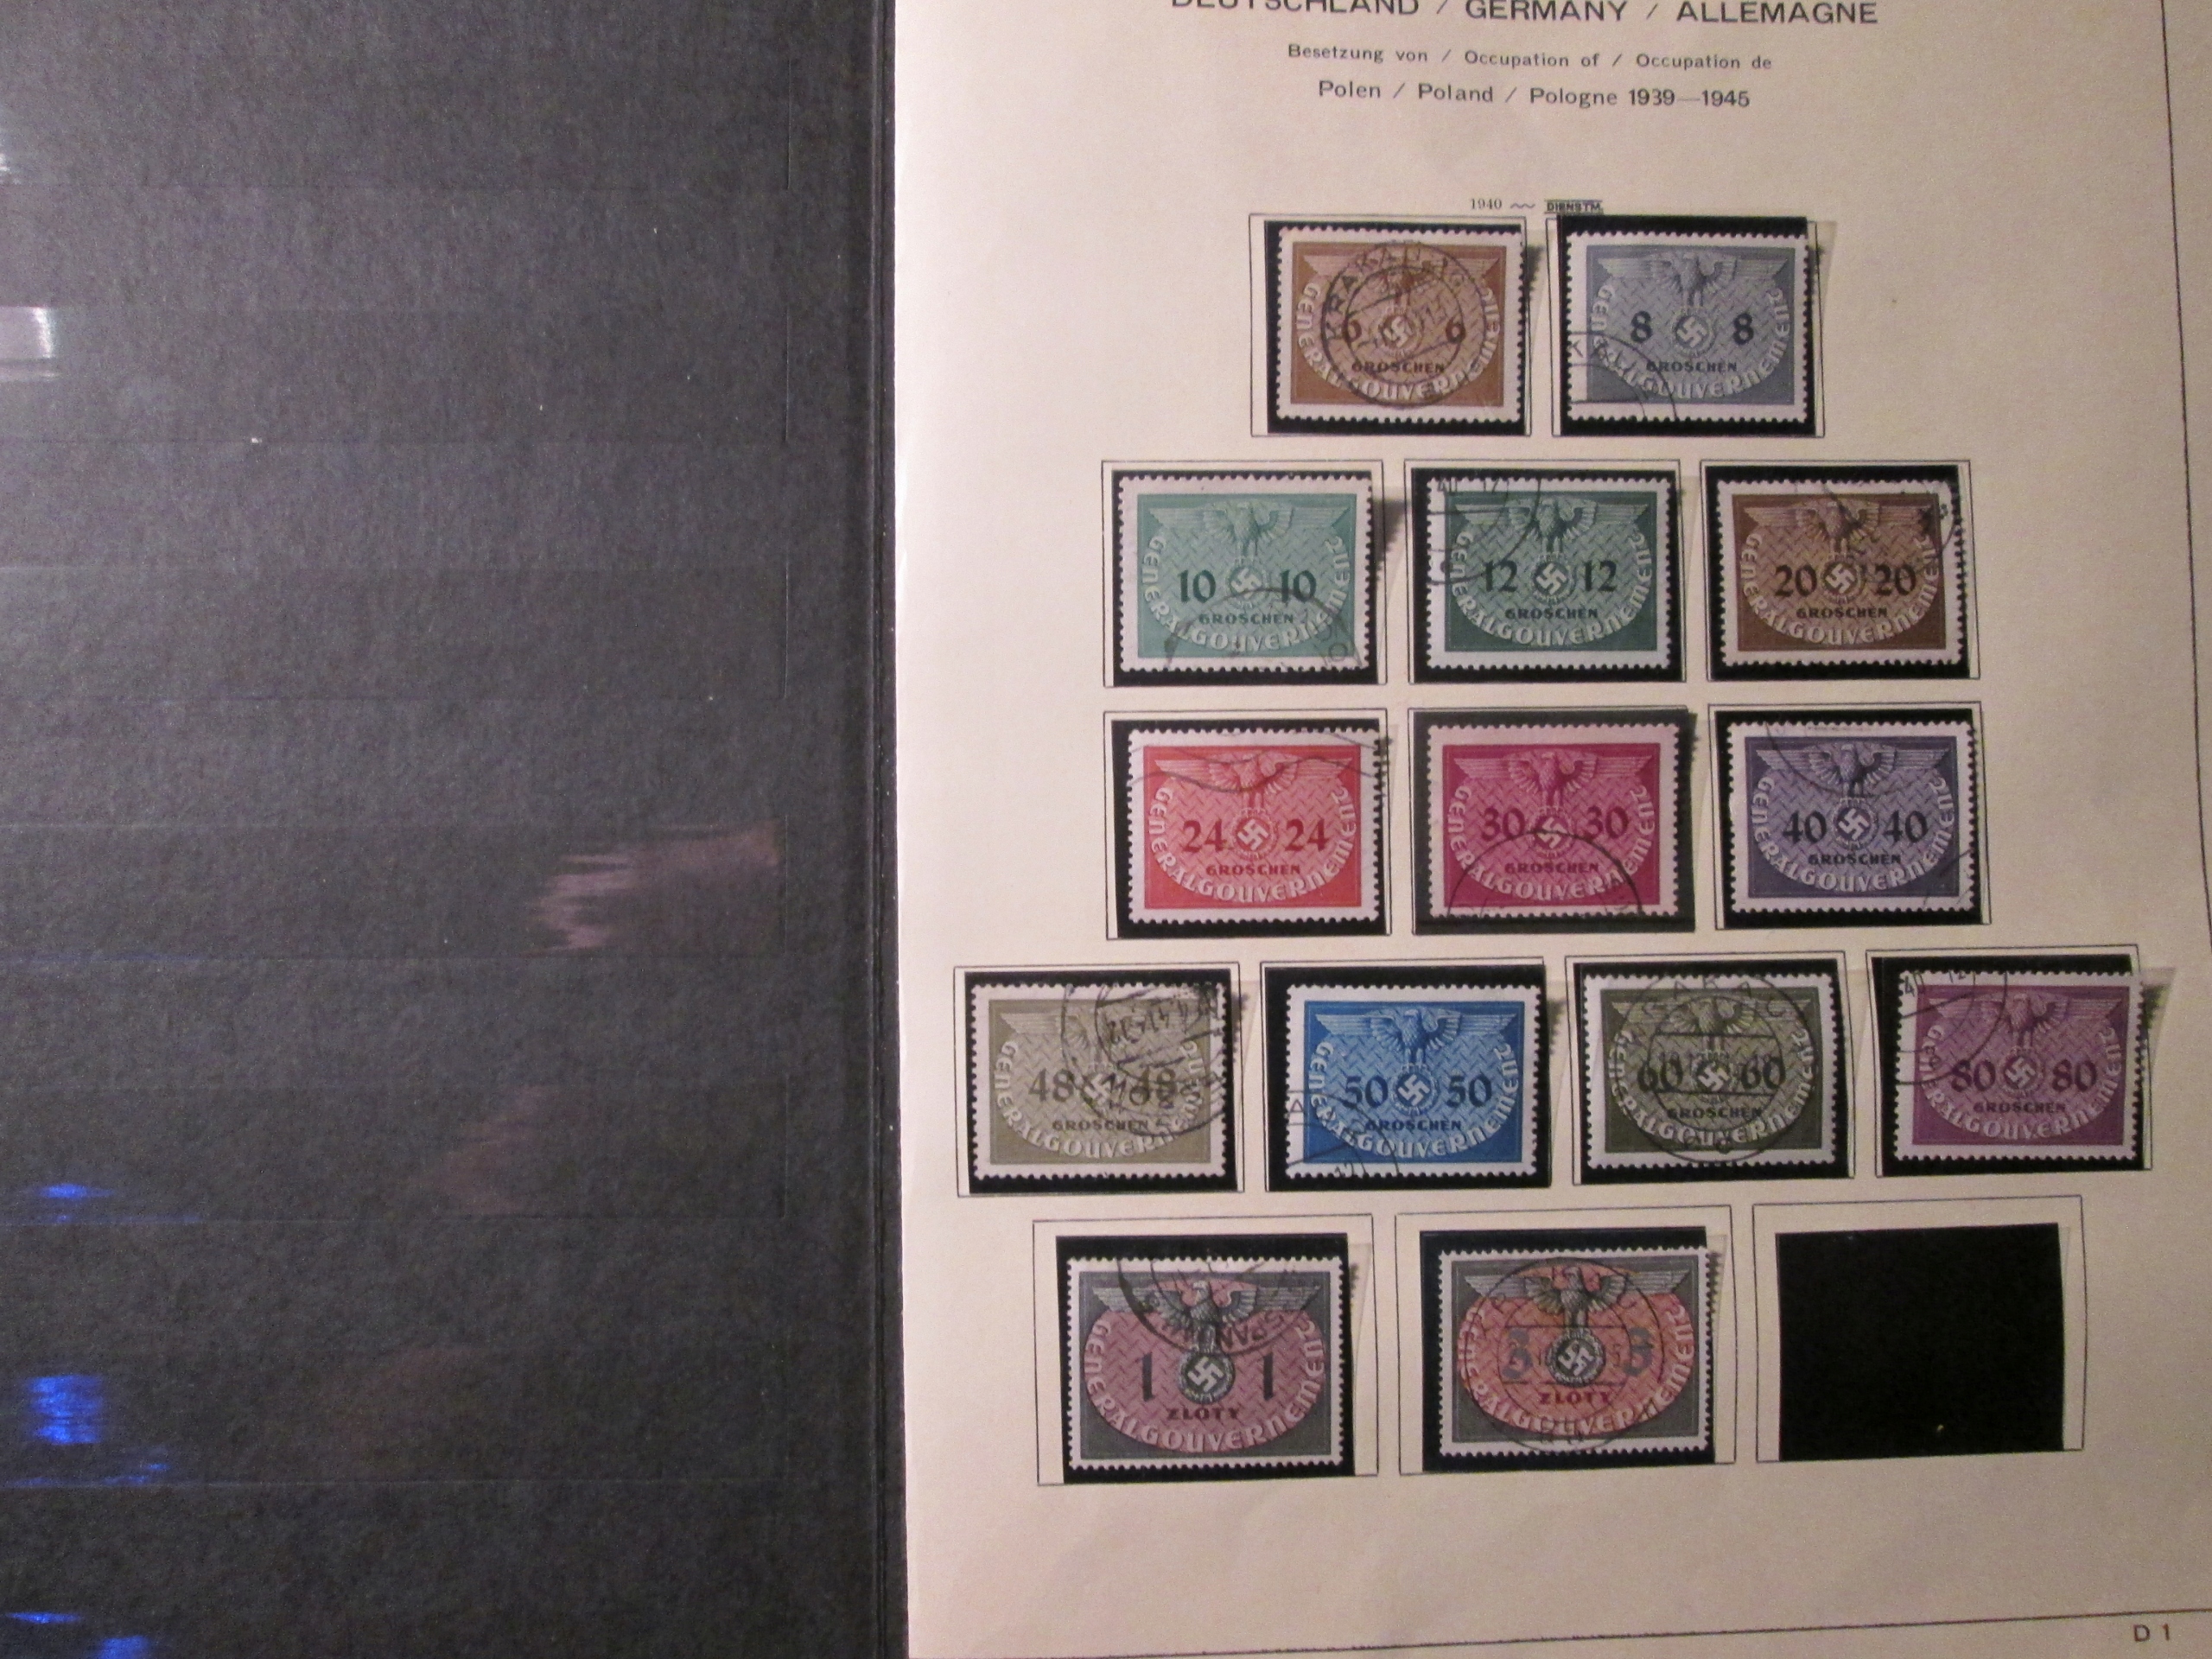 DEUTSCHLAND / GERMANY / ALLEMAGNE
Besetzung von / Occupation of / Occupation de
Polen / Poland / Pologne 1939—1945
1940 DIENSTM.
6 6
GROSCHEN
GENERALGOUVERNEMENT
8 8
GROSCHEN
GENERALGOUVERNEMENT
10 10
GROSCHEN
GENERALGOUVERNEMENT
12 12
GROSCHEN
GENERALGOUVERNEMENT
20 20
GROSCHEN
GENERALGOUVERNEMENT
24 24
GROSCHEN
GENERALGOUVERNEMENT
30 30
GROSCHEN
GENERALGOUVERNEMENT
40 40
GROSCHEN
GENERALGOUVERNEMENT
48 48
GROSCHEN
GENERALGOUVERNEMENT
50 50
GROSCHEN
GENERALGOUVERNEMENT
60 60
GROSCHEN
GENERALGOUVERNEMENT
80 80
GROSCHEN
GENERALGOUVERNEMENT
1 1
ZLOTY
GENERALGOUVERNEMENT
3 3
ZLOTY
GENERALGOUVERNEMENT
D 1